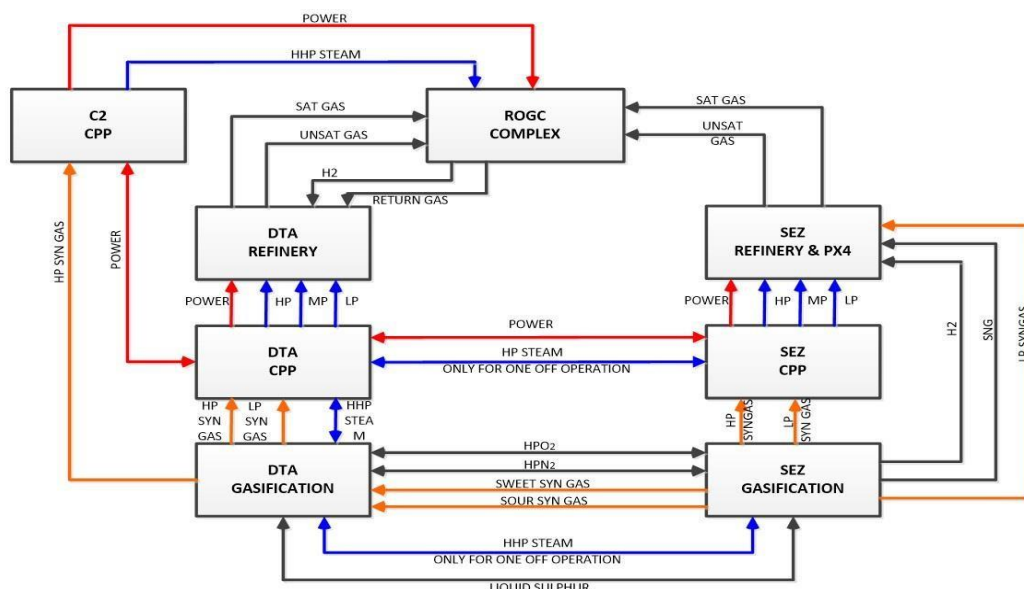 POWER
HHP STEAM
C2
CPP
SAT GAS
UNSAT GAS
ROGC
COMPLEX
SAT GAS
UNSAT
GAS
H2
RETURN GAS
HP SYN GAS
POWER
DTA
REFINERY
SEZ
REFINERY & PX4
POWER
HP
MP
LP
POWER
HP
MP
LP
H2
SNG
LP SYNGAS
DTA
CPP
POWER
HP STEAM
ONLY FOR ONE OFF OPERATION
SEZ
CPP
HP
SYN
GAS
LP
SYN
GAS
HHP
STEA
M
HP
SYNGAS
LP
SYN GAS
DTA
GASIFICATION
HPO2
HPN2
SWEET SYN GAS
SOUR SYN GAS
SEZ
GASIFICATION
HHP STEAM
ONLY FOR ONE OFF OPERATION
LIQUID SULPHUR